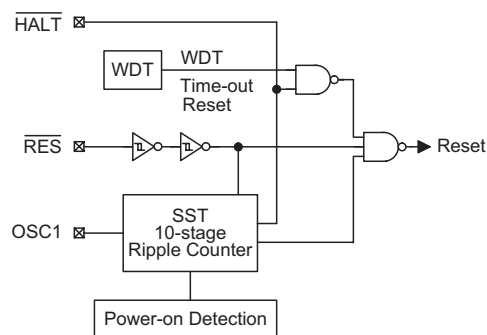 HALT
WDT
WDT
Time-out
Reset
RES
Reset
OSC1
SST
10-stage
Ripple Counter
Power-on Detection